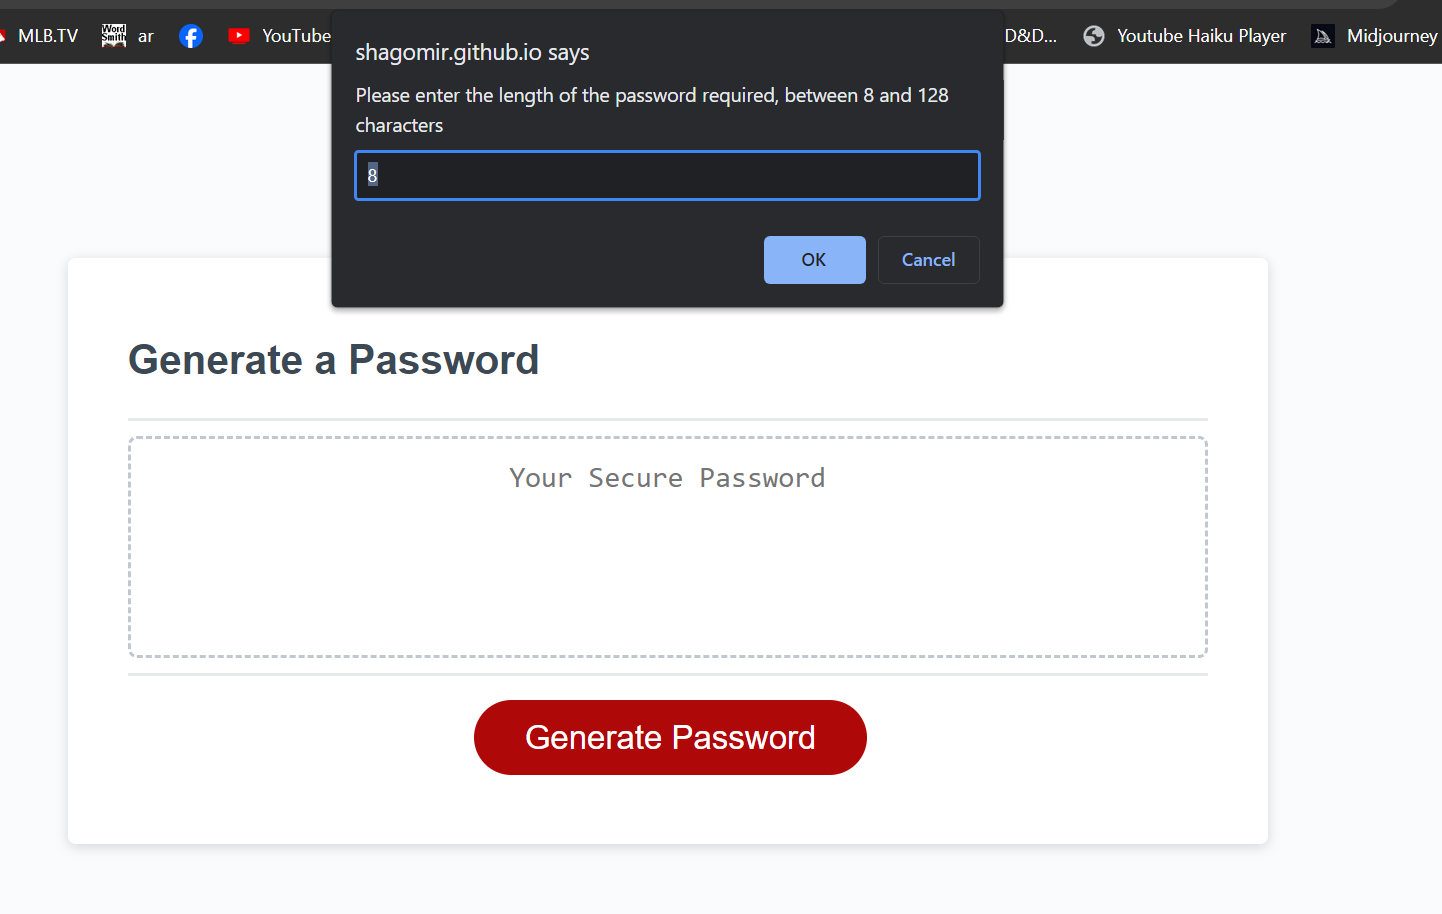 MLB.TV
Word Smith
ar
YouTube
D&D...
Youtube Haiku Player
Midjourney
shagomir.github.io says
Please enter the length of the password required, between 8 and 128
characters
8
OK
Cancel
Generate a Password
Your Secure Password
Generate Password